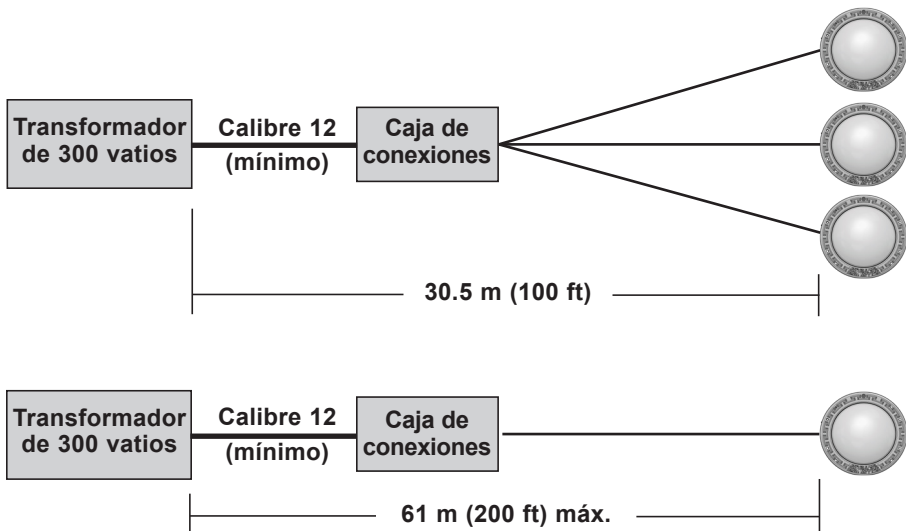 Transformador
de 300 vatios
Calibre 12
(mínimo)
Caja de
conexiones
30.5 m (100 ft)
Transformador
de 300 vatios
Calibre 12
(mínimo)
Caja de
conexiones
61 m (200 ft) máx.